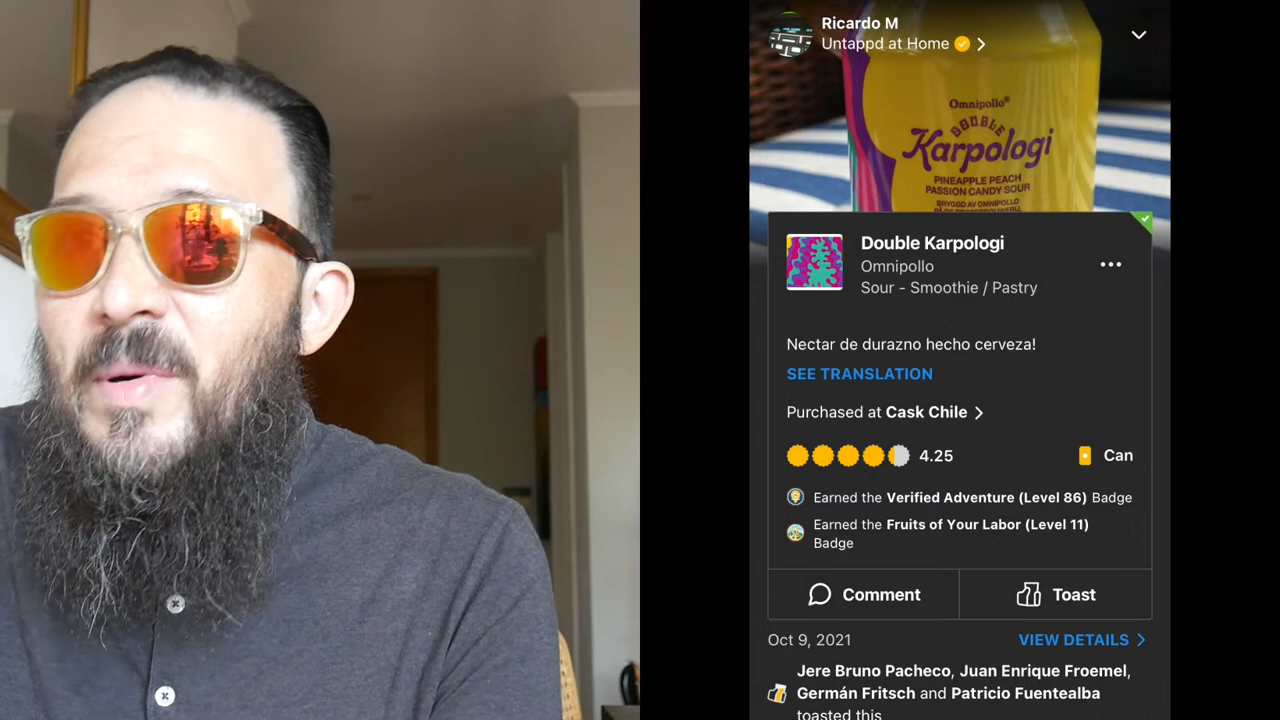 Ricardo M
Untappd at Home
Omnipollo®
DOUBLE
Karpologi
PINEAPPLE PEACH
PASSION CANDY SOUR
BRYGGD AV OMNIPOLLO
Double Karpologi
Omnipollo
Sour - Smoothie / Pastry
Nectar de durazno hecho cerveza!
SEE TRANSLATION
Purchased at Cask Chile
4.25
Can
Earned the Verified Adventure (Level 86) Badge
Earned the Fruits of Your Labor (Level 11)
Badge
Comment
Toast
Oct 9, 2021
VIEW DETAILS
Jere Bruno Pacheco, Juan Enrique Froemel,
Germán Fritsch and Patricio Fuentealba
toasted this